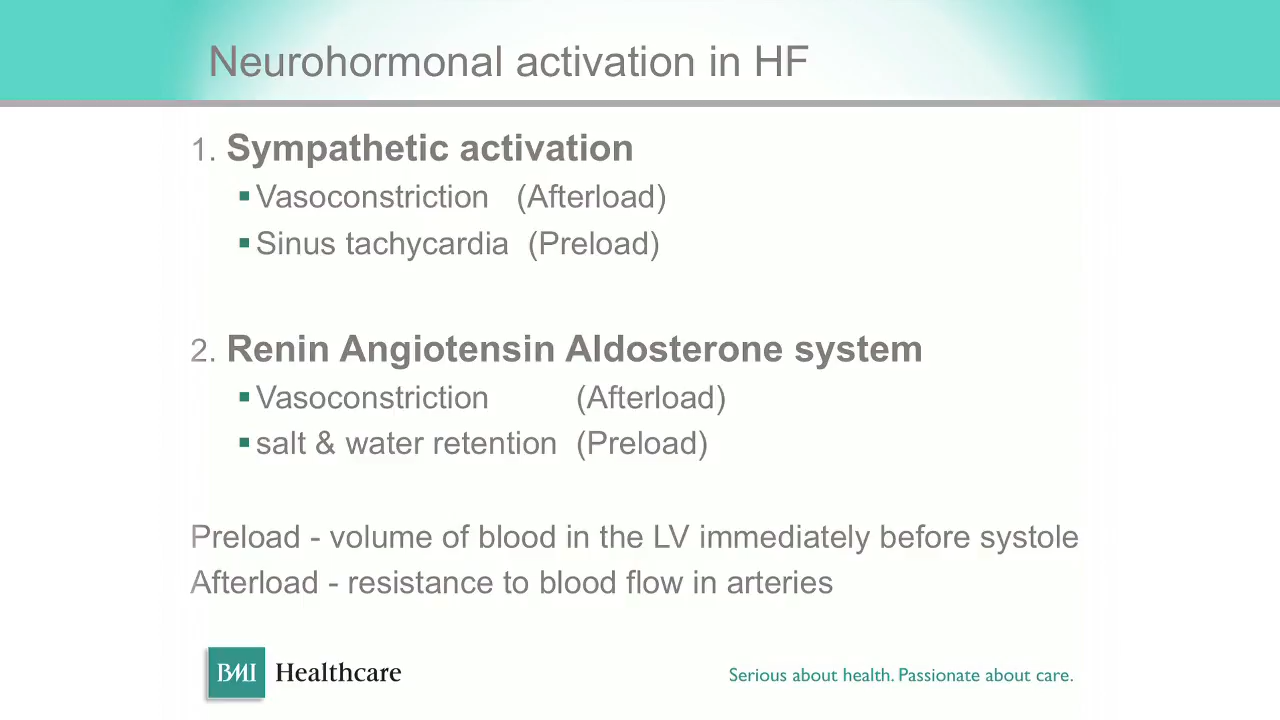 Neurohormonal activation in HF
1. Sympathetic activation
▪ Vasoconstriction (Afterload)
▪ Sinus tachycardia (Preload)
2. Renin Angiotensin Aldosterone system
▪ Vasoconstriction (Afterload)
▪ salt & water retention (Preload)
Preload - volume of blood in the LV immediately before systole
Afterload - resistance to blood flow in arteries
BMI Healthcare
Serious about health. Passionate about care.